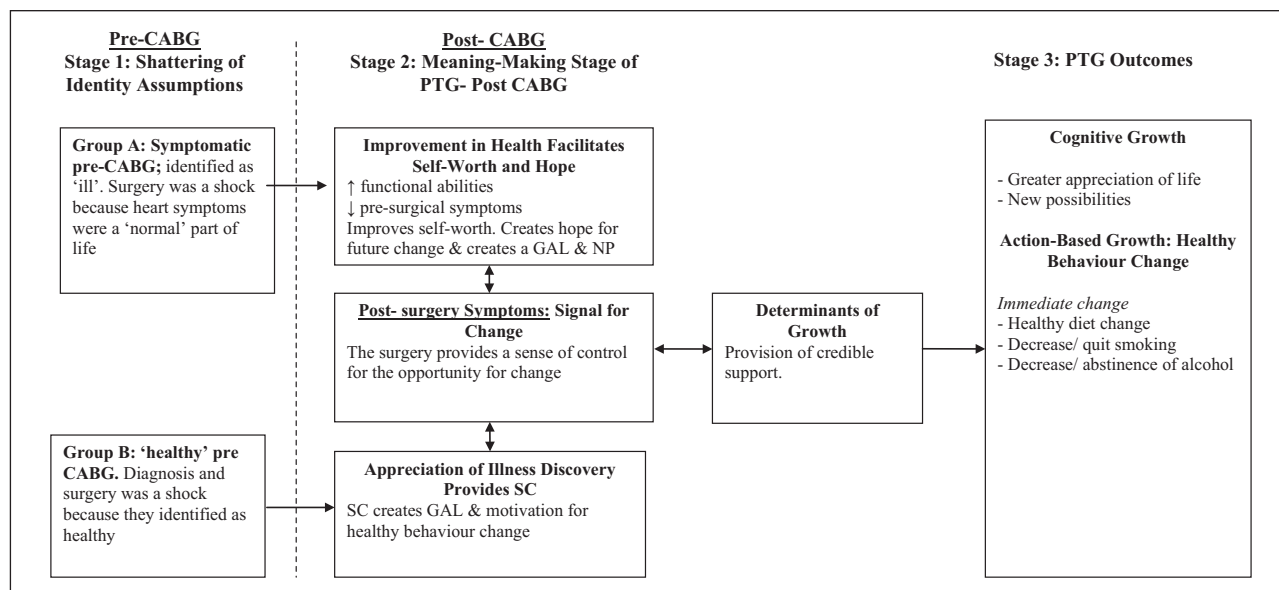 Pre-CABG
Stage 1: Shattering of
Identity Assumptions
Post- CABG
Stage 2: Meaning-Making Stage of
PTG- Post CABG
Stage 3: PTG Outcomes
Group A: Symptomatic
pre-CABG; identified as
‘ill’. Surgery was a shock
because heart symptoms
were a ‘normal’ part of
life
Improvement in Health Facilitates
Self-Worth and Hope
↑ functional abilities
↓ pre-surgical symptoms
Improves self-worth. Creates hope for
future change & creates a GAL & NP
Post- surgery Symptoms: Signal for
Change
The surgery provides a sense of control
for the opportunity for change
Determinants of
Growth
Provision of credible
support.
Group B: ‘healthy’ pre
CABG. Diagnosis and
surgery was a shock
because they identified as
healthy
Appreciation of Illness Discovery
Provides SC
SC creates GAL & motivation for
healthy behaviour change
Cognitive Growth
- Greater appreciation of life
- New possibilities
Action-Based Growth: Healthy
Behaviour Change
Immediate change
- Healthy diet change
- Decrease/ quit smoking
- Decrease/ abstinence of alcohol